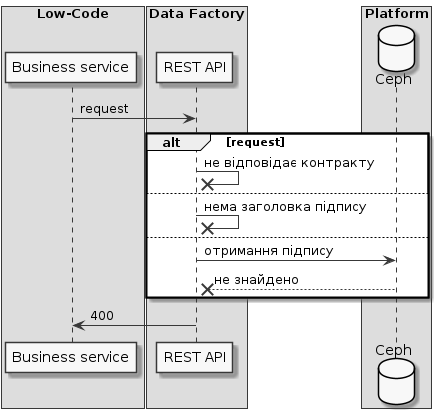 Low-Code
Data Factory
Platform
Business service
REST API
Ceph
request
alt
[request]
не відповідає контракту
нема заголовка підпису
отримання підпису
не знайдено
400
Business service
REST API
Ceph